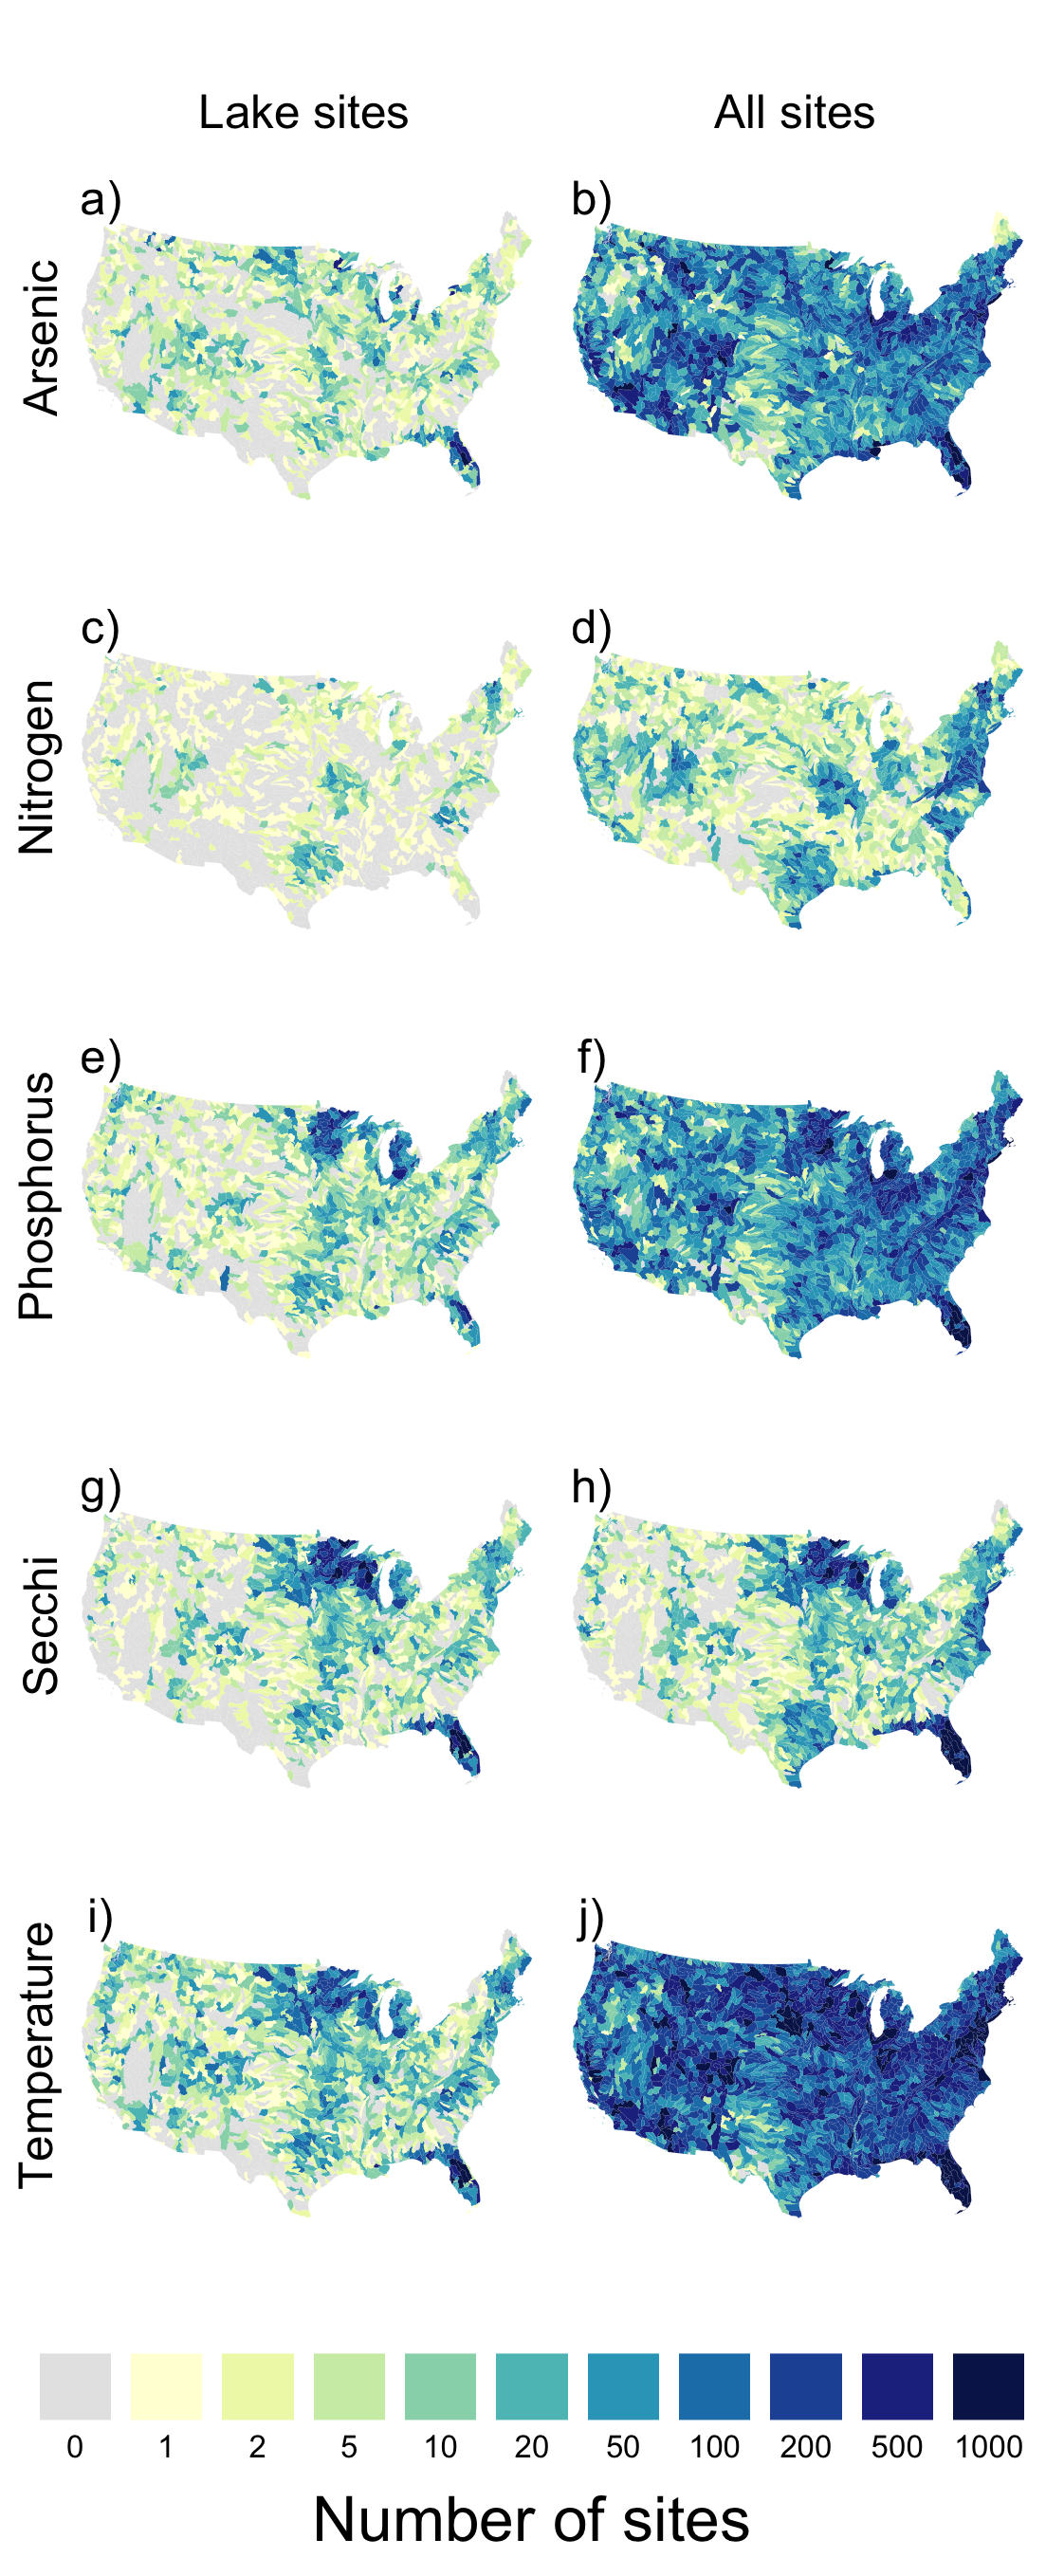 Lake sites
All sites
a)
b)
Arsenic
c)
d)
Nitrogen
e)
f)
Phosphorus
g)
h)
Secchi
i)
j)
Temperature
0 1 2 5 10 20 50 100 200 500 1000
Number of sites